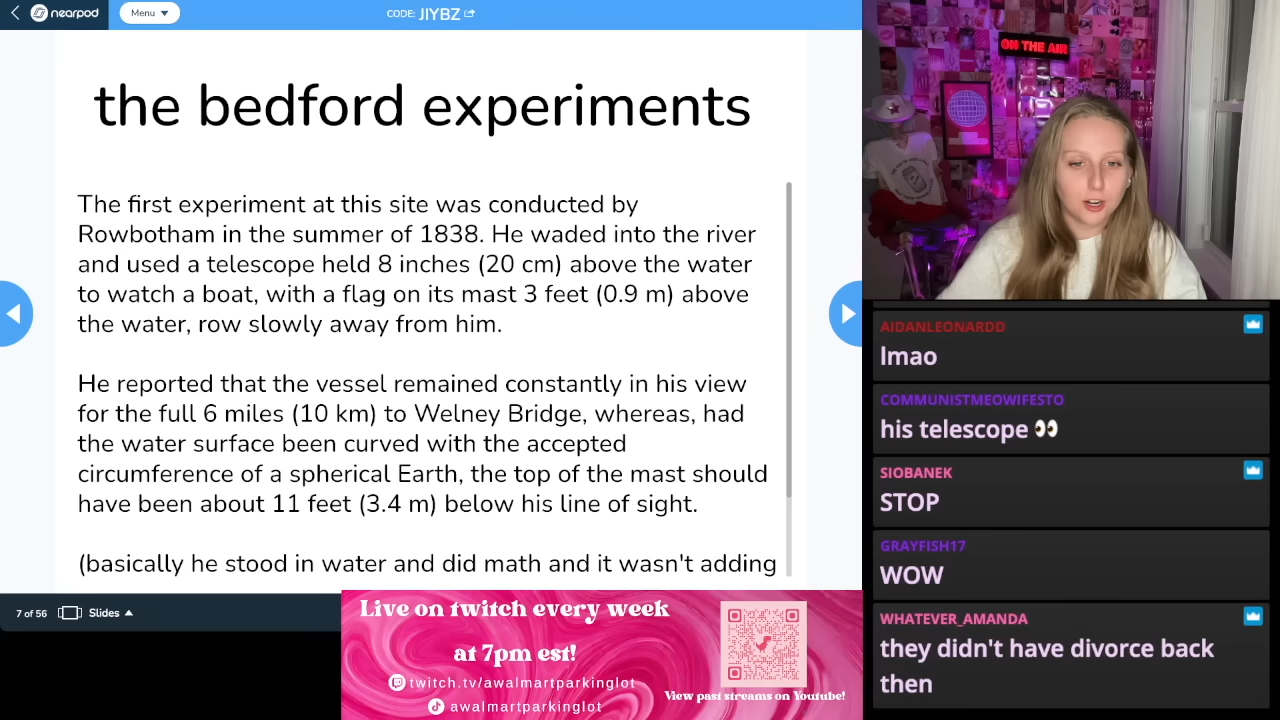 nearpod
Menu
CODE: JIYBZ
the bedford experiments
The first experiment at this site was conducted by
Rowbotham in the summer of 1838. He waded into the river
and used a telescope held 8 inches (20 cm) above the water
to watch a boat, with a flag on its mast 3 feet (0.9 m) above
the water, row slowly away from him.
He reported that the vessel remained constantly in his view
for the full 6 miles (10 km) to Welney Bridge, whereas, had
the water surface been curved with the accepted
circumference of a spherical Earth, the top of the mast should
have been about 11 feet (3.4 m) below his line of sight.
(basically he stood in water and did math and it wasn't adding
7 of 56
Slides
Live on twitch every week
at 7pm est!
twitch.tv/awalmartparkinglot
awalmartparkinglot
View past streams on Youtube!
ON THE AIR
AIDANLEONARDD
lmao
COMMUNISTMEOWIFESTO
his telescope 👀
SIOBANEK
STOP
GRAYFISH17
WOW
WHATEVER_AMANDA
they didn't have divorce back
then